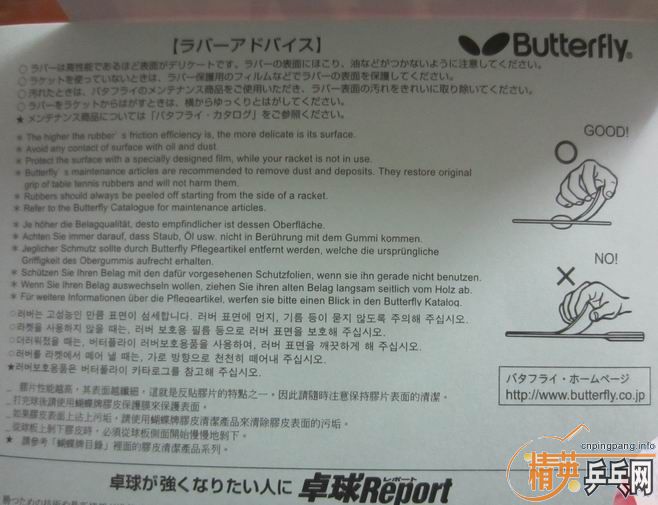 【ラバーアドバイス】
Butterfly®
○ラバーは高性能であるほど表面がデリケートです。ラバーの表面にほこり、油などがつかないように注意してください。
○ラケットを使っていないときは、ラバー保護用のフィルムなどでラバーの表面を保護してください。
○汚れたときは、バタフライのメンテナンス商品をご使用いただき、ラバー表面の汚れをきれいに取り除いてください。
○ラバーをラケットからはがすときは、横からゆっくりとはがしてください。
★メンテナンス商品については「バタフライ・カタログ」をご参照ください。
＊ The higher the rubber's friction efficiency is, the more delicate is its surface.
＊ Avoid any contact of surface with oil and dust.
＊ Protect the surface with a specially designed film, while your racket is not in use.
＊ Butterfly's maintenance articles are recommended to remove dust and deposits. They restore original
grip of table tennis rubbers and will not harm them.
＊ Rubbers should always be peeled off starting from the side of a racket.
＊ Refer to the Butterfly Catalogue for maintenance articles.
＊ Je höher die Belagqualität, desto empfindlicher ist dessen Oberfläche.
＊ Achten Sie immer darauf, dass Staub, Öl usw. nicht in Berührung mit dem Gummi kommen.
＊ Jeglicher Schmutz sollte durch Butterfly Pflegeartikel entfernt werden, welche die ursprüngliche
Griffigkeit des Obergummis aufrecht erhalten.
＊ Schützen Sie Ihren Belag mit den dafür vorgesehenen Schutzfolien, wenn sie ihn gerade nicht benutzen.
＊ Wenn Sie Ihren Belag auswechseln wollen, ziehen Sie ihren alten Belag langsam seitlich vom Holz ab.
＊ Für weitere Informationen über die Pflegeartikel, werfen sie bitte einen Blick in den Butterfly Katalog.
○러버는 고성능인 만큼 표면이 섬세합니다. 러버 표면에 먼지, 기름 등이 묻지 않도록 주의해 주십시오.
○라켓을 사용하지 않을 때는, 러버 보호용 필름 등으로 러버 표면을 보호해 주십시오.
○더러워졌을 때는, 버터플라이 러버보호용품을 사용하여, 러버 표면을 깨끗하게 해 주십시오.
○러버를 라켓에서 떼어 낼 때는, 가로 방향으로 천천히 떼어내 주십시오.
★러버보호용품은 버터플라이 카타로그를 참고해 주십시오.
膠片性能越高，其表面越纖細，這就是反貼膠片的特點之一。因此請隨時注意保持膠片表面的清潔。
打完球後請使用蝴蝶牌膠皮保護膜來保護表面。
如果膠皮表面上沾上污垢，請使用蝴蝶牌膠皮清潔產品來清除膠皮表面的污垢。
從球板上剝下膠皮時，必須從球板側面開始慢慢地剝下。
★ 請參考「蝴蝶牌目錄」裡面的膠皮清潔產品系列。
GOOD!
NO!
バタフライ・ホームページ
http://www.butterfly.co.jp
卓球が強くなりたい人に 卓球Report
レポート
cnpingpang.info
精英乒乓网